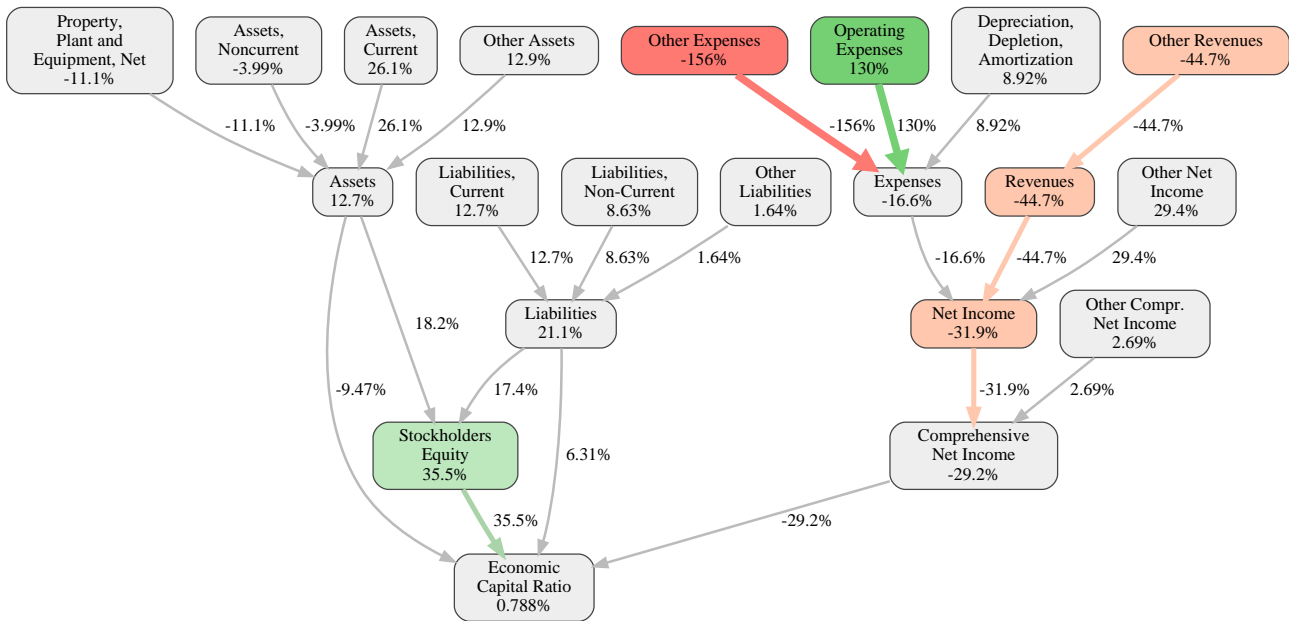 Property,
Plant and
Equipment, Net
-11.1%
Assets,
Noncurrent
-3.99%
Assets,
Current
26.1%
Other Assets
12.9%
Other Expenses
-156%
Operating
Expenses
130%
Depreciation,
Depletion,
Amortization
8.92%
Other Revenues
-44.7%
-11.1%
-3.99%
26.1%
12.9%
-156%
130%
8.92%
-44.7%
Assets
12.7%
Liabilities,
Current
12.7%
Liabilities,
Non-Current
8.63%
Other
Liabilities
1.64%
Expenses
-16.6%
Revenues
-44.7%
Other Net
Income
29.4%
12.7%
8.63%
1.64%
-16.6%
-44.7%
29.4%
18.2%
Liabilities
21.1%
Net Income
-31.9%
Other Compr.
Net Income
2.69%
-9.47%
17.4%
-31.9%
2.69%
Stockholders
Equity
35.5%
6.31%
Comprehensive
Net Income
-29.2%
35.5%
-29.2%
Economic
Capital Ratio
0.788%